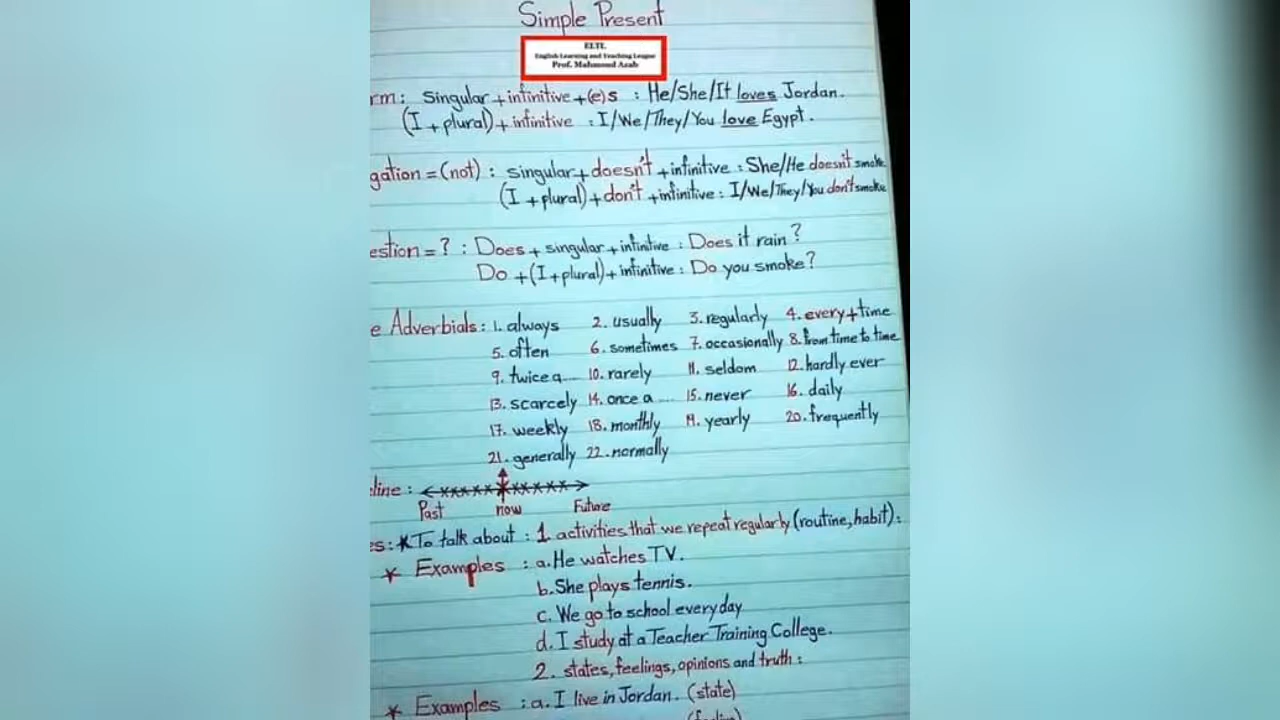 Simple Present
ELTL
English Learning and Teaching League
Prof. Mahmoud Azab
rm: Singular + infinitive + (e)s : He/She/It loves Jordan.
(I + plural) + infinitive : I/We/They/You love Egypt.
gation = (not) : singular + doesn't + infinitive : She/He doesn't smoke
(I + plural) + don't + infinitive : I/We/They/You don't smoke
estion = ? : Does + singular + infinitive : Does it rain?
Do + (I + plural) + infinitive : Do you smoke?
e Adverbials : 1. always 2. usually 3. regularly 4. every + time
5. often 6. sometimes 7. occasionally 8. from time to time
9. twice a.... 10. rarely 11. seldom 12. hardly ever
13. scarcely 14. once a .... 15. never 16. daily
17. weekly 18. monthly 19. yearly 20. frequently
21. generally 22. normally
line :
Past now Future
es: * To talk about : 1. activities that we repeat regularly (routine, habit) :
* Examples : a. He watches TV.
b. She plays tennis.
c. We go to school every day
d. I study at a Teacher Training College.
2. states, feelings, opinions and truth :
* Examples : a. I live in Jordan. (state)